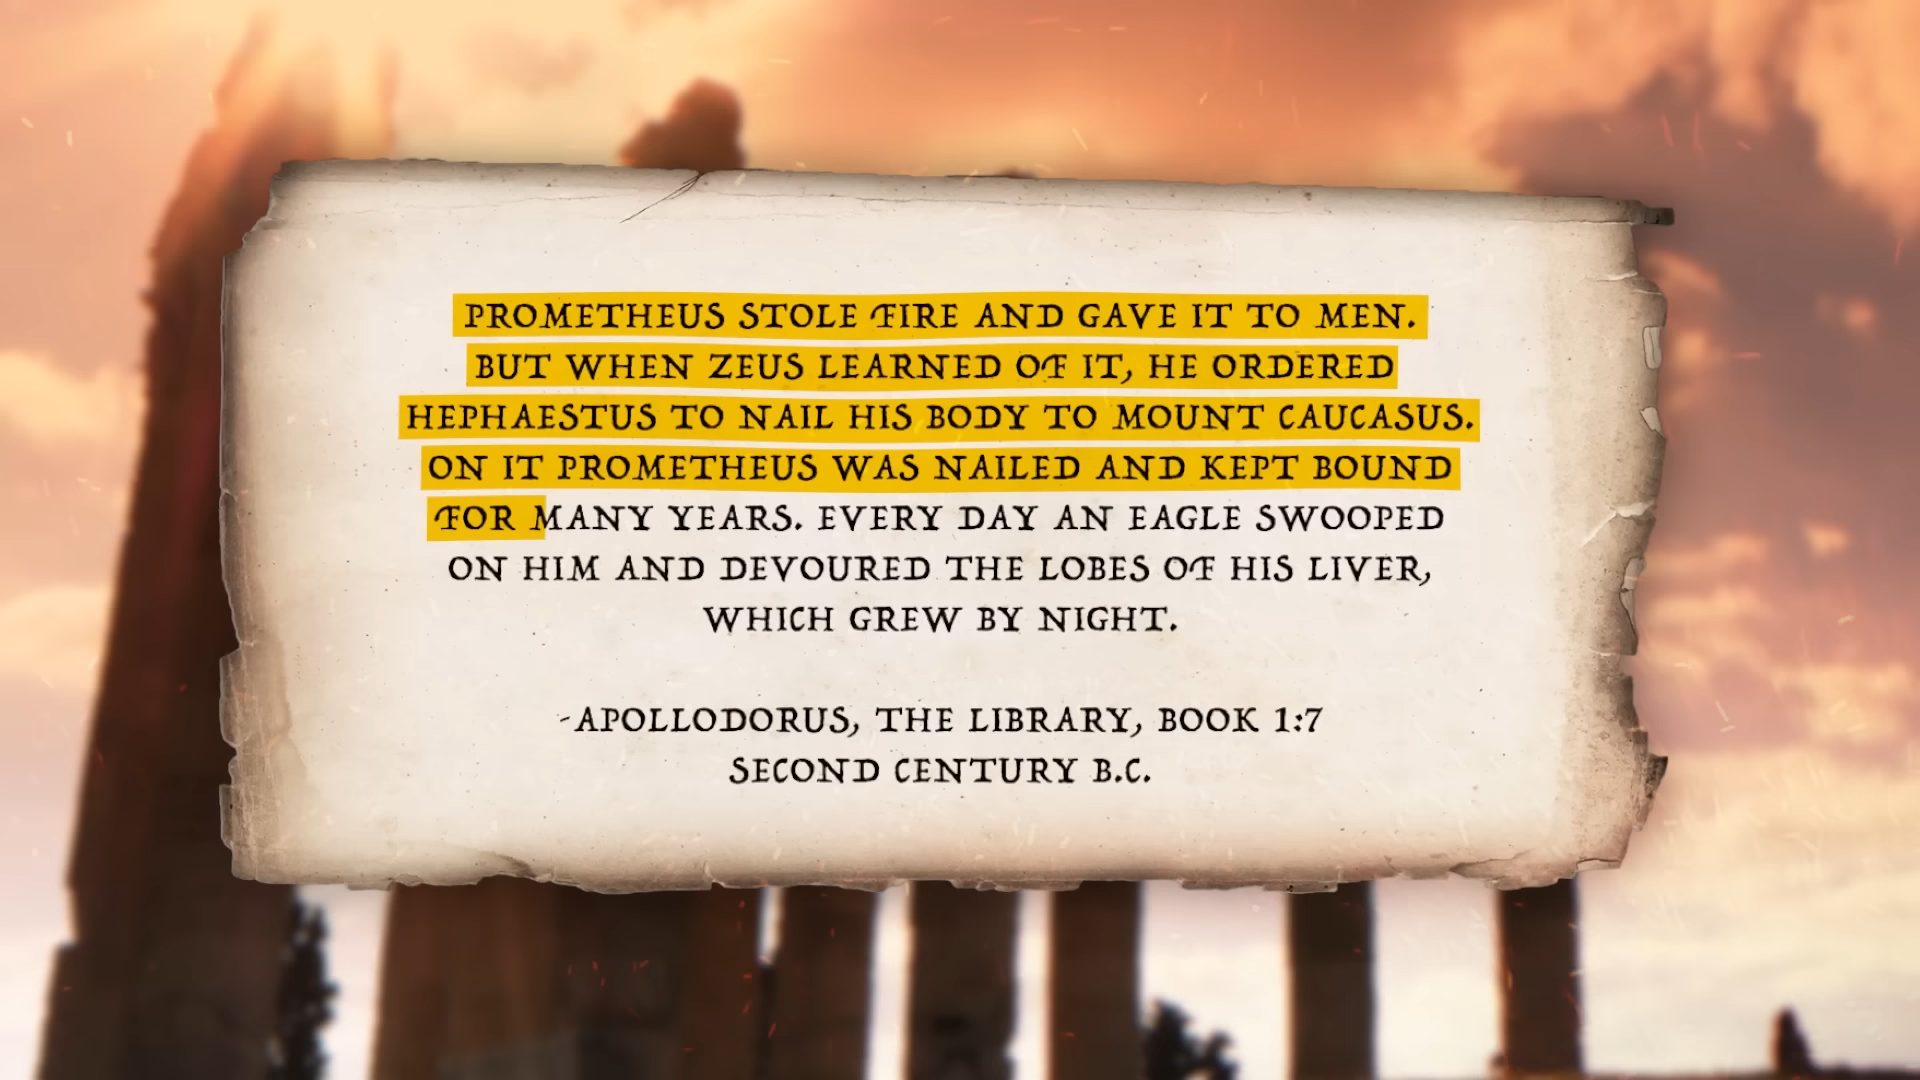 PROMETHEUS STOLE FIRE AND GAVE IT TO MEN.
BUT WHEN ZEUS LEARNED OF IT, HE ORDERED
HEPHAESTUS TO NAIL HIS BODY TO MOUNT CAUCASUS.
ON IT PROMETHEUS WAS NAILED AND KEPT BOUND
FOR MANY YEARS. EVERY DAY AN EAGLE SWOOPED
ON HIM AND DEVOURED THE LOBES OF HIS LIVER,
WHICH GREW BY NIGHT.
-APOLLODORUS, THE LIBRARY, BOOK 1:7
SECOND CENTURY B.C.